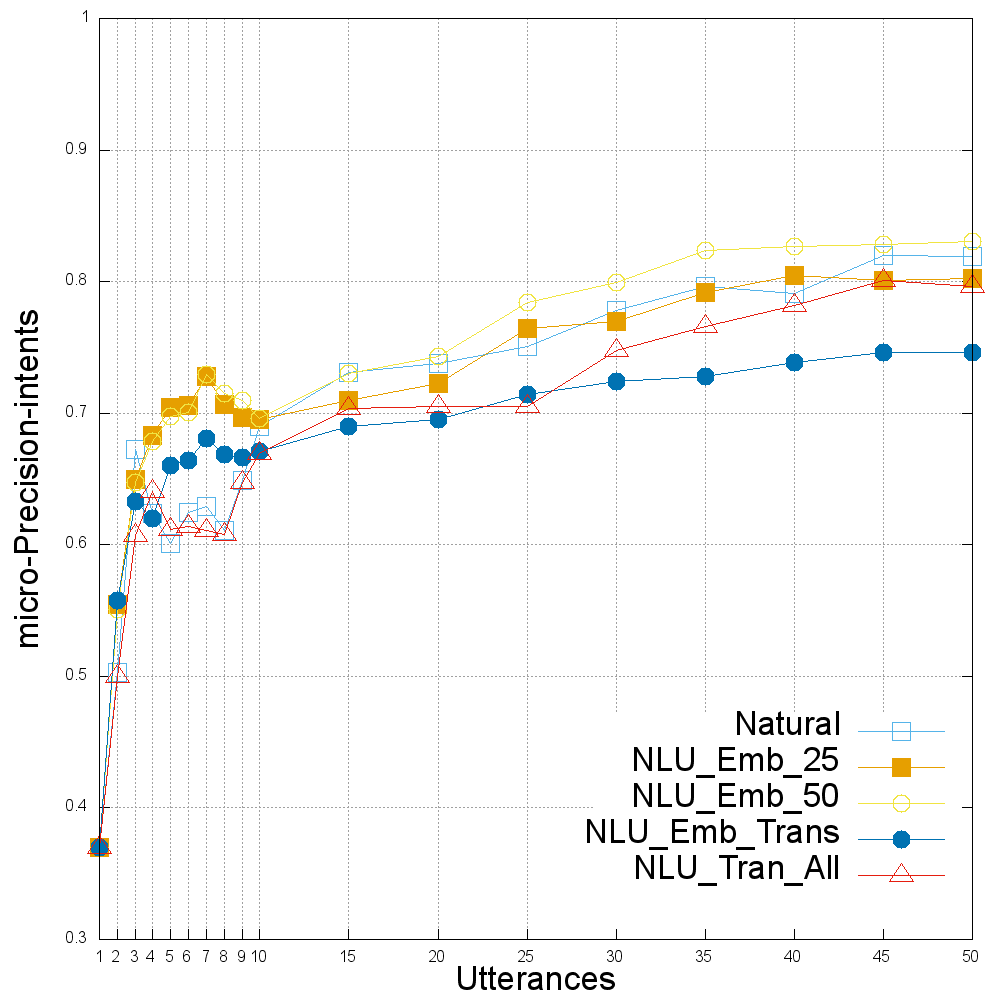 1
0.9
0.8
0.7
0.6
0.5
0.4
0.3
micro-Precision-intents
Natural
NLU_Emb_25
NLU_Emb_50
NLU_Emb_Trans
NLU_Tran_All
1 2 3 4 5 6 7 8 9 10 15 20 25 30 35 40 45 50
Utterances